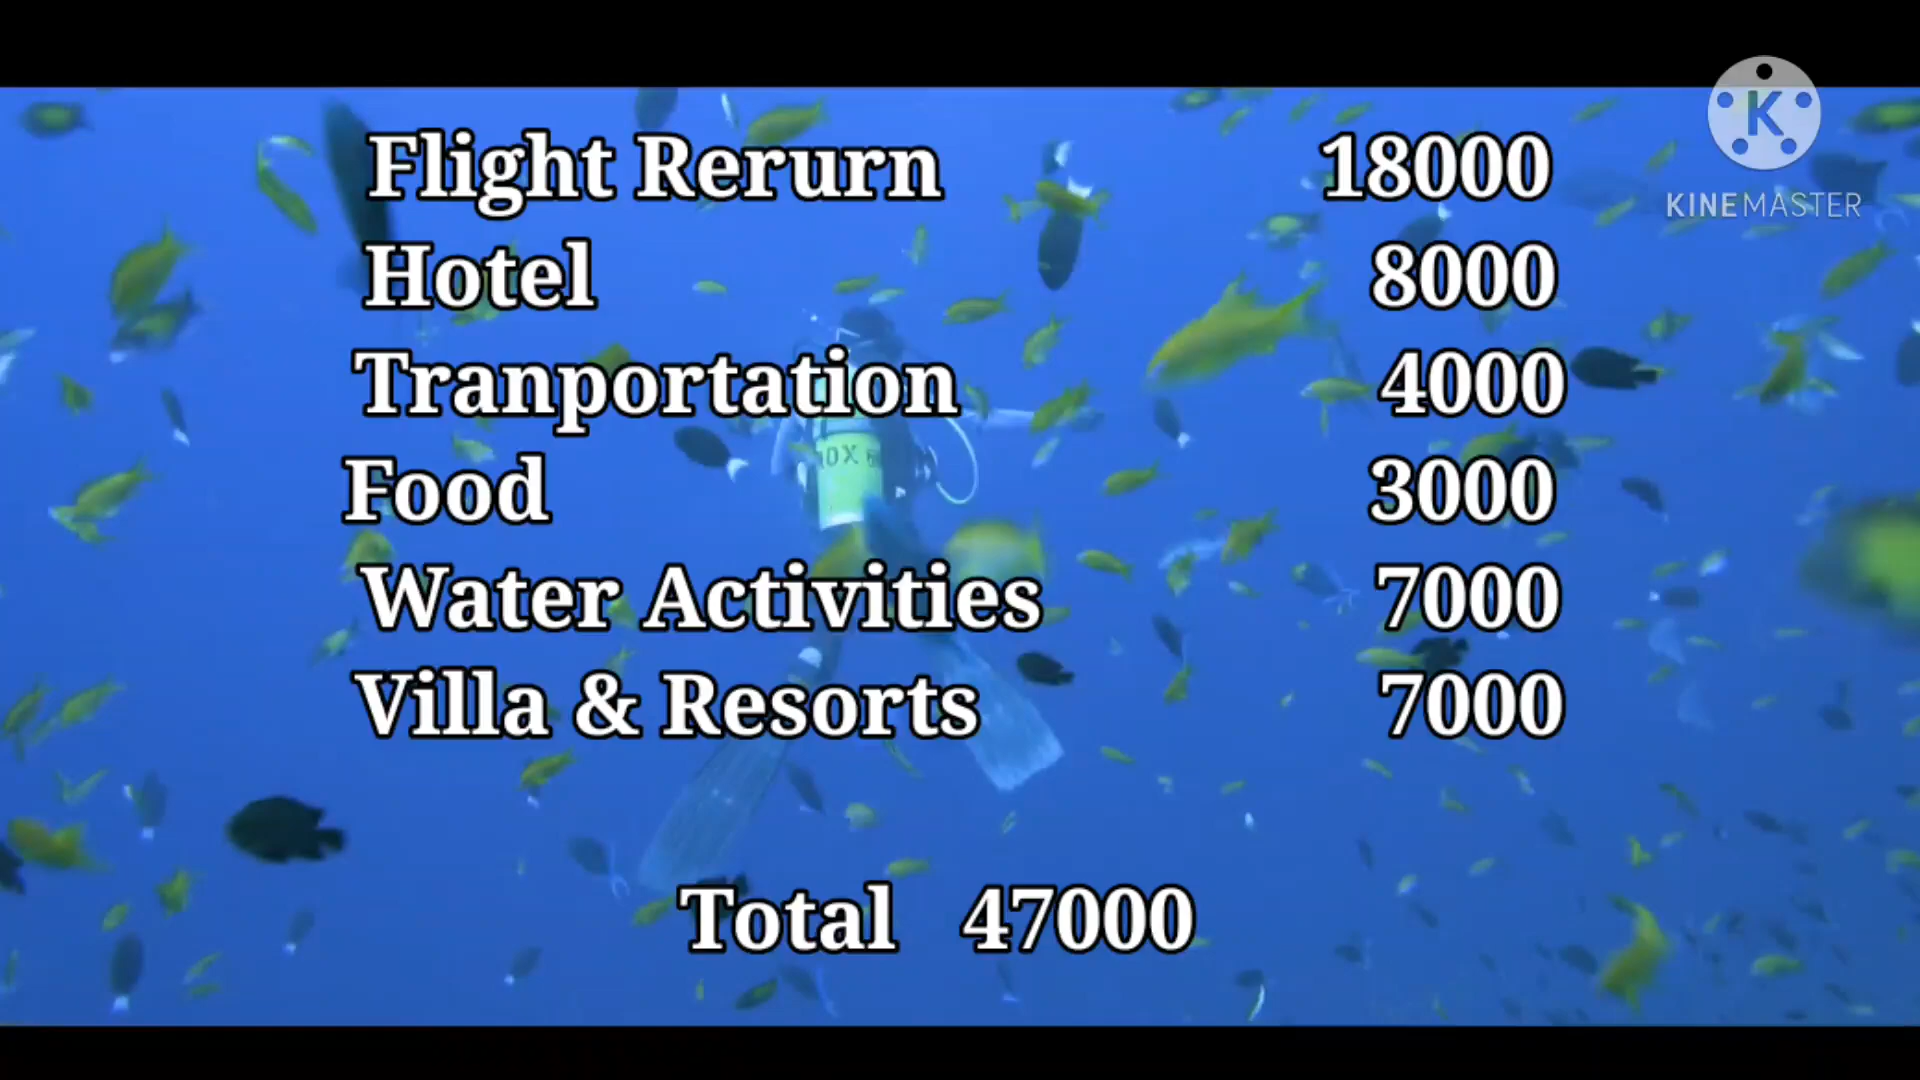 Flight Rerurn 18000
Hotel 8000
Tranportation 4000
Food 3000
Water Activities 7000
Villa & Resorts 7000
Total 47000
K
KINEMASTER